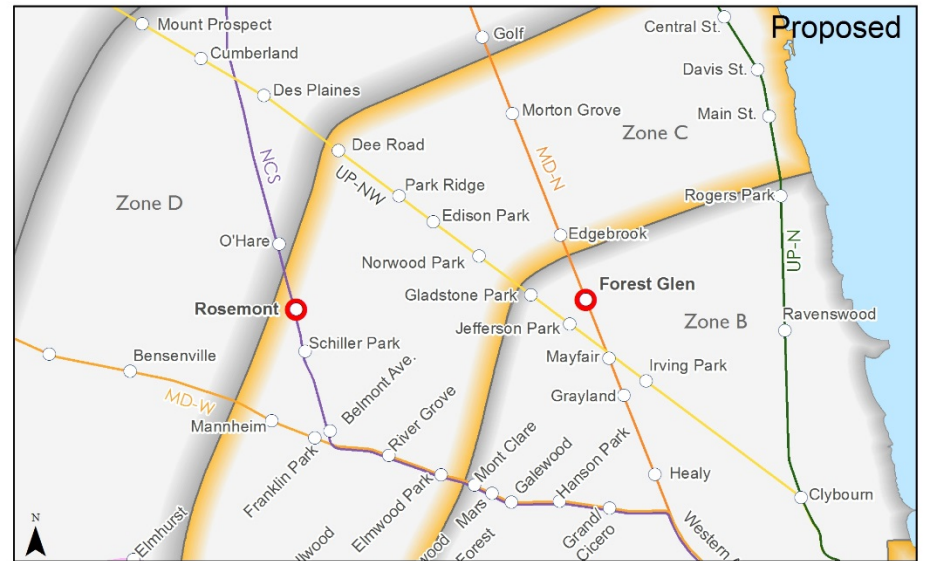 Proposed
Mount Prospect
Cumberland
Des Plaines
Golf
Central St.
Davis St.
Morton Grove
Main St.
Zone C
Dee Road
NCS
UP-NW
MD-N
Park Ridge
Zone D
Edison Park
Rogers Park
O'Hare
Edgebrook
UP-N
Norwood Park
Forest Glen
Gladstone Park
Rosemont
Zone B
Ravenswood
Jefferson Park
Schiller Park
Bensenville
Mayfair
Irving Park
MD-W
Belmont Ave.
Grayland
Mannheim
River Grove
Franklin Park
Mont Clare
Galewood
Hanson Park
Healy
Elmwood Park
Mars
Clybourn
N
Elmhurst
Grand/
Cicero
Western
Forest